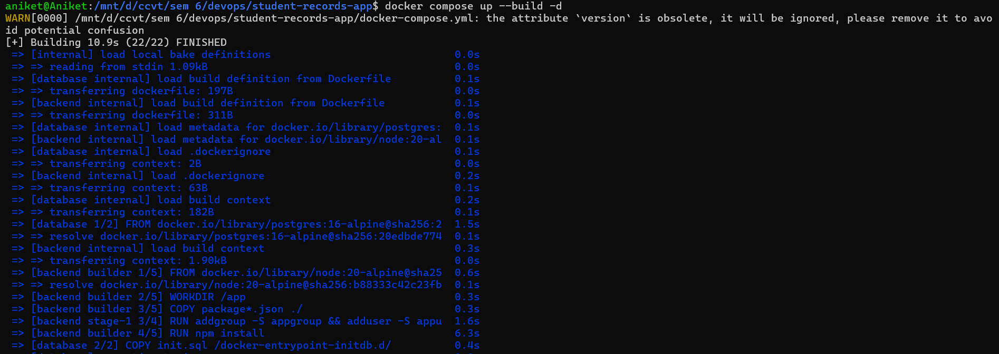 aniket@Aniket:/mnt/d/ccvt/sem 6/devops/student-records-app$ docker compose up --build -d
WARN[0000] /mnt/d/ccvt/sem 6/devops/student-records-app/docker-compose.yml: the attribute `version` is obsolete, it will be ignored, please remove it to avo
id potential confusion
[+] Building 10.9s (22/22) FINISHED
=> [internal] load local bake definitions 0.0s
=> => reading from stdin 1.09kB 0.0s
=> [database internal] load build definition from Dockerfile 0.1s
=> => transferring dockerfile: 197B 0.0s
=> [backend internal] load build definition from Dockerfile 0.1s
=> => transferring dockerfile: 311B 0.0s
=> [database internal] load metadata for docker.io/library/postgres: 0.1s
=> [backend internal] load metadata for docker.io/library/node:20-al 0.1s
=> [database internal] load .dockerignore 0.1s
=> => transferring context: 2B 0.0s
=> [backend internal] load .dockerignore 0.2s
=> => transferring context: 63B 0.1s
=> [database internal] load build context 0.2s
=> => transferring context: 182B 0.1s
=> [database 1/2] FROM docker.io/library/postgres:16-alpine@sha256:2 1.5s
=> => resolve docker.io/library/postgres:16-alpine@sha256:20edbde774 0.1s
=> [backend internal] load build context 0.3s
=> => transferring context: 1.90kB 0.0s
=> [backend builder 1/5] FROM docker.io/library/node:20-alpine@sha25 0.6s
=> => resolve docker.io/library/node:20-alpine@sha256:b88333c42c23fb 0.1s
=> [backend builder 2/5] WORKDIR /app 0.3s
=> [backend builder 3/5] COPY package*.json ./ 0.3s
=> [backend stage-1 3/4] RUN addgroup -S appgroup && adduser -S appu 1.6s
=> [backend builder 4/5] RUN npm install 6.3s
=> [database 2/2] COPY init.sql /docker-entrypoint-initdb.d/ 0.4s